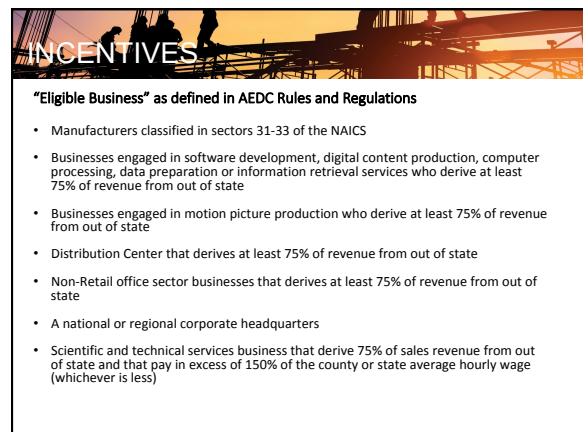 INCENTIVES
“Eligible Business” as defined in AEDC Rules and Regulations
• Manufacturers classified in sectors 31-33 of the NAICS
• Businesses engaged in software development, digital content production, computer
processing, data preparation or information retrieval services who derive at least
75% of revenue from out of state
• Businesses engaged in motion picture production who derive at least 75% of revenue
from out of state
• Distribution Center that derives at least 75% of revenue from out of state
• Non-Retail office sector businesses that derives at least 75% of revenue from out of
state
• A national or regional corporate headquarters
• Scientific and technical services business that derive 75% of sales revenue from out
of state and that pay in excess of 150% of the county or state average hourly wage
(whichever is less)